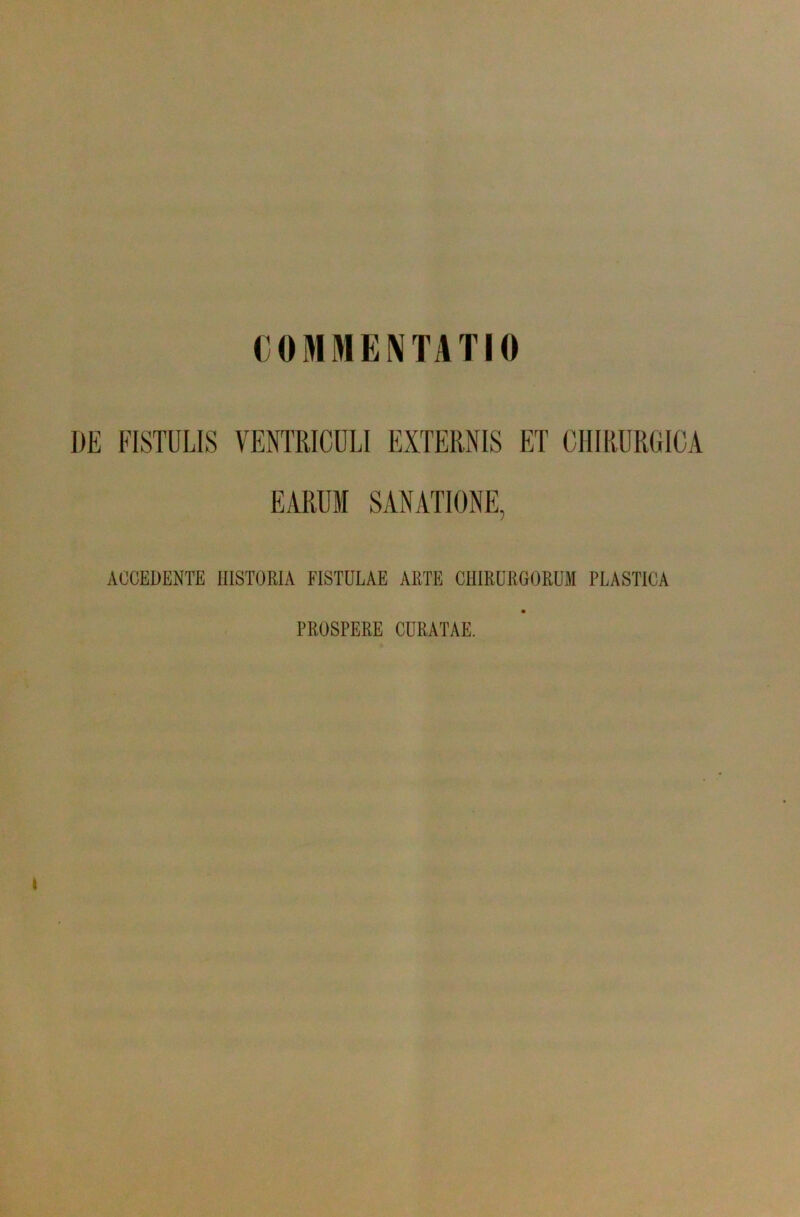 COMMENTATIO
DE FISTULIS VENTRICULI EXTERNIS ET CHIRURGICA
EARUM SANATIONE,
ACCEDENTE HISTORIA FISTULAE ARTE CHIRURGORUM PLASTICA
PROSPERE CURATAE.